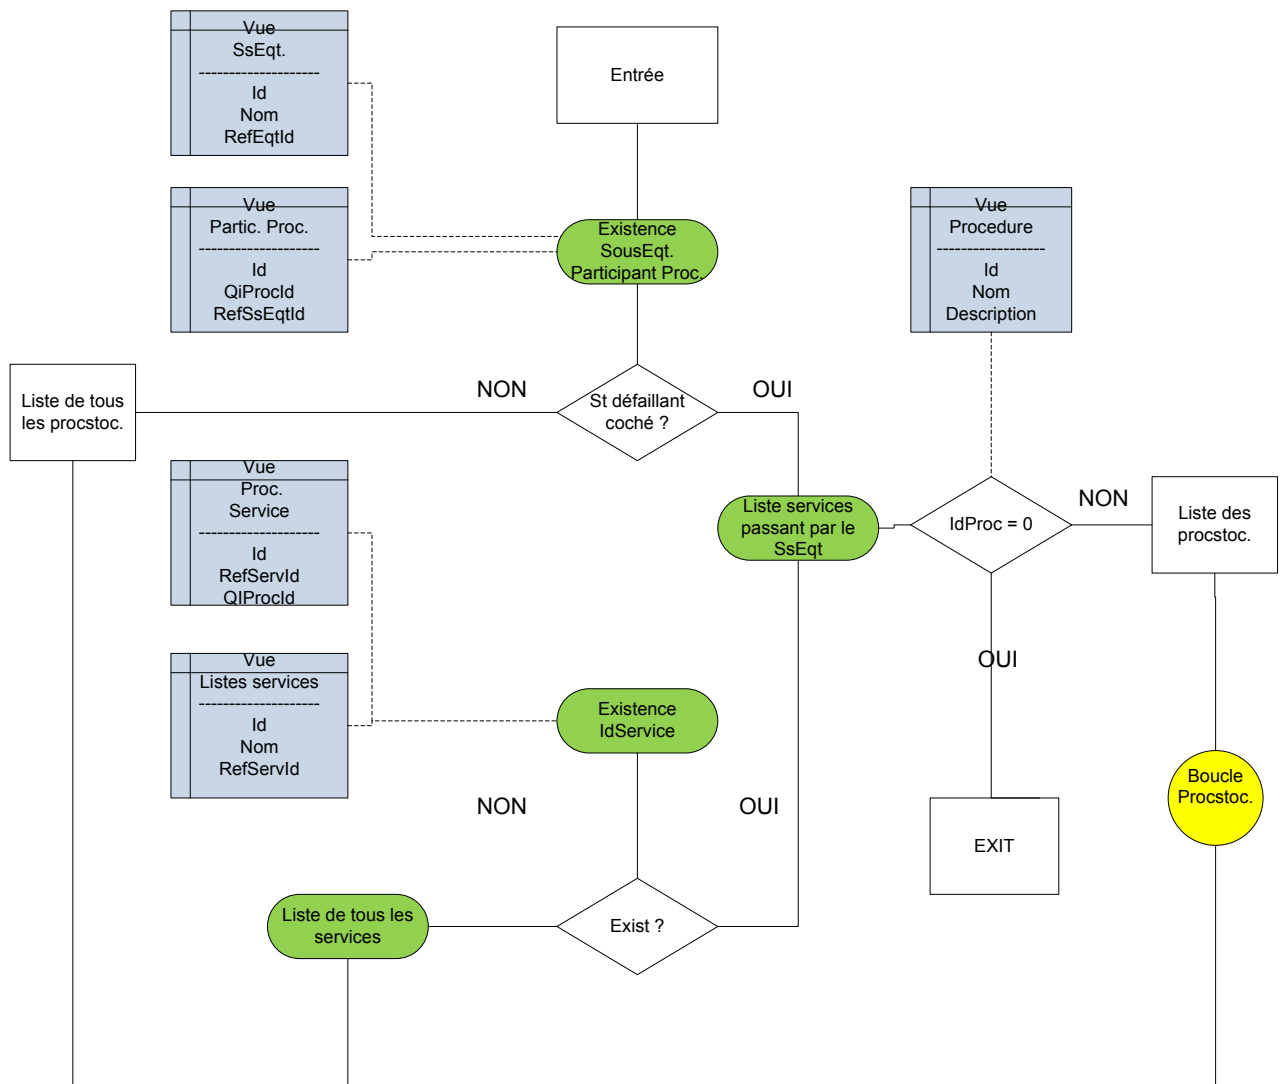 Vue
SsEqt.
--------------------
Id
Nom
RefEqtId
Entrée
Vue
Partic. Proc.
--------------------
Id
QiProcId
RefSsEqtId
Existence
SousEqt.
Participant Proc.
Vue
Procedure
------------------
Id
Nom
Description
Liste de tous
les procstoc.
NON
St défaillant
coché ?
OUI
Vue
Proc.
Service
--------------------
Id
RefServId
QIProcId
Liste services
passant par le
SsEqt
IdProc = 0
NON
Liste des
procstoc.
Vue
Listes services
--------------------
Id
Nom
RefServId
Existence
IdService
OUI
NON
OUI
Boucle
Procstoc.
EXIT
Liste de tous les
services
Exist ?